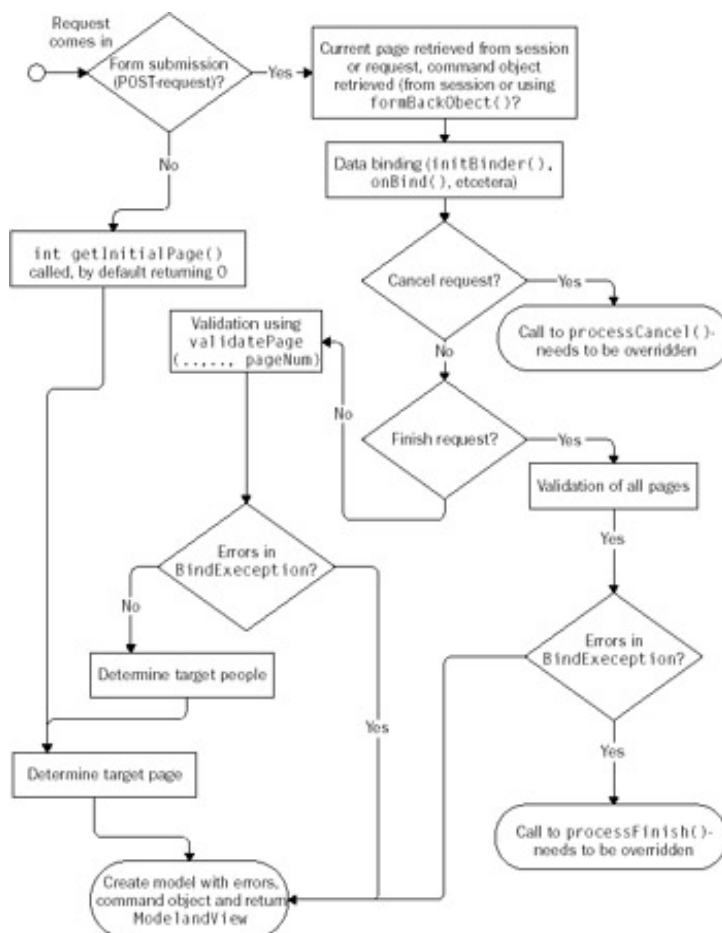 Request
comes in
Form submission
(POST-request)?
Yes
Current page retrieved from session
or request, command object
retrieved (from session or using
formBackObect()?
No
Data binding (initBinder(),
onBind(), etcetera)
int getInitialPage()
called, by default returning 0
Cancel request?
Yes
Call to processCancel()-
needs to be overridden
No
Validation using
validatePage
(..,.., pageNum)
No
Finish request?
Yes
Validation of all pages
Yes
Errors in
BindExeception?
No
Errors in
BindExeception?
Determine target people
Yes
Yes
Determine target page
Call to processFinish()-
needs to be overridden
Create model with errors,
command object and return
ModelandView